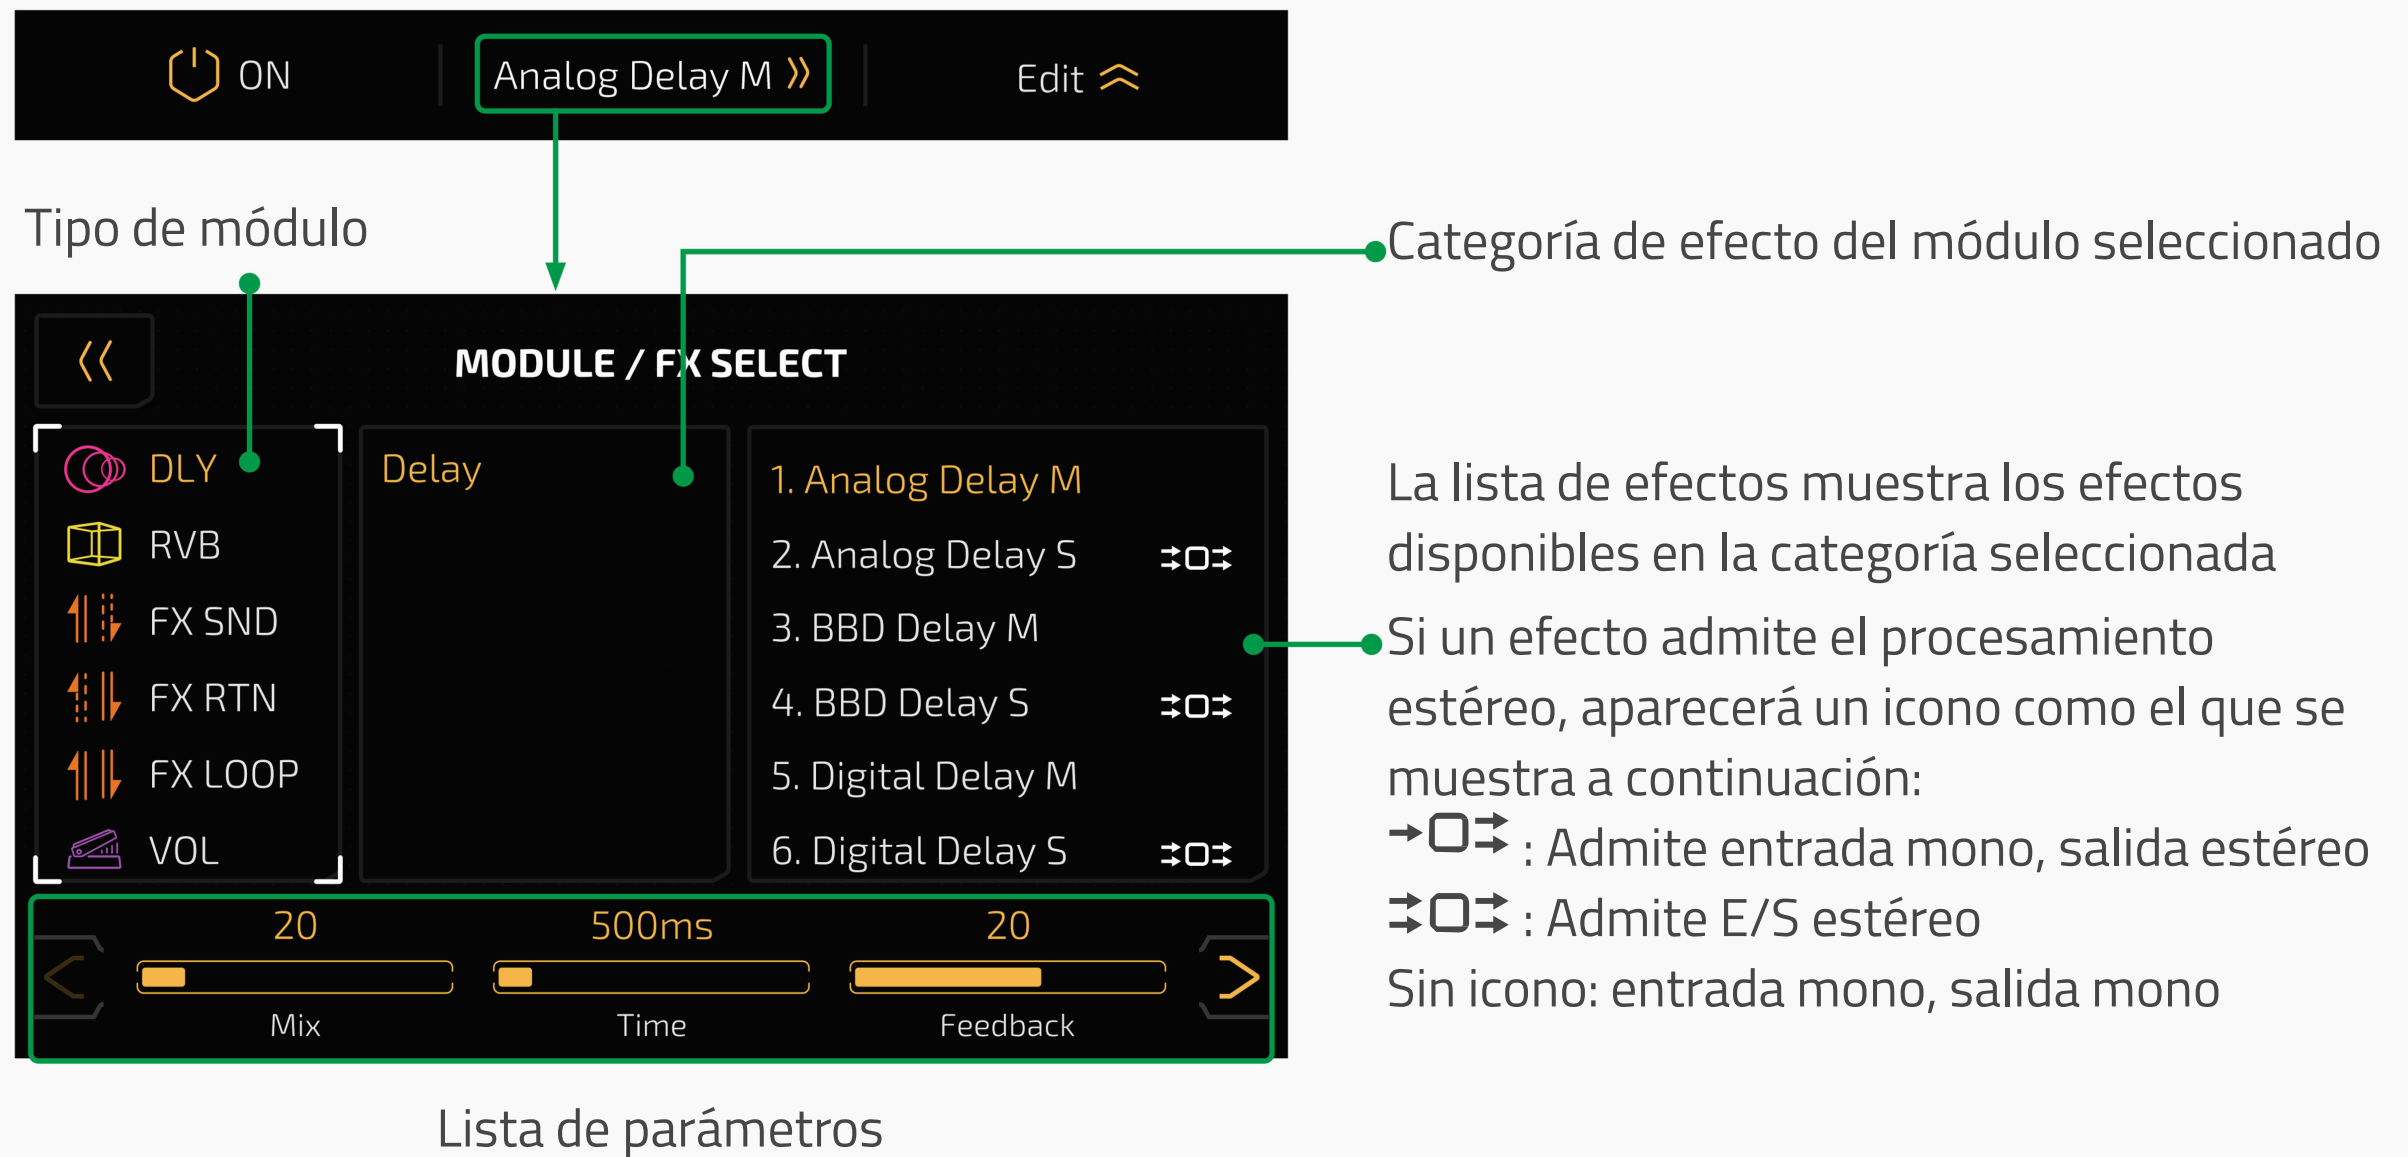 ON
Analog Delay M
Edit
Tipo de módulo
Categoría de efecto del módulo seleccionado
MODULE / FX SELECT
DLY
RVB
FX SND
FX RTN
FX LOOP
VOL
Delay
1. Analog Delay M
2. Analog Delay S
3. BBD Delay M
4. BBD Delay S
5. Digital Delay M
6. Digital Delay S
La lista de efectos muestra los efectos
disponibles en la categoría seleccionada
Si un efecto admite el procesamiento
estéreo, aparecerá un icono como el que se
muestra a continuación:
: Admite entrada mono, salida estéreo
: Admite E/S estéreo
Sin icono: entrada mono, salida mono
20
500ms
20
Mix
Time
Feedback
Lista de parámetros